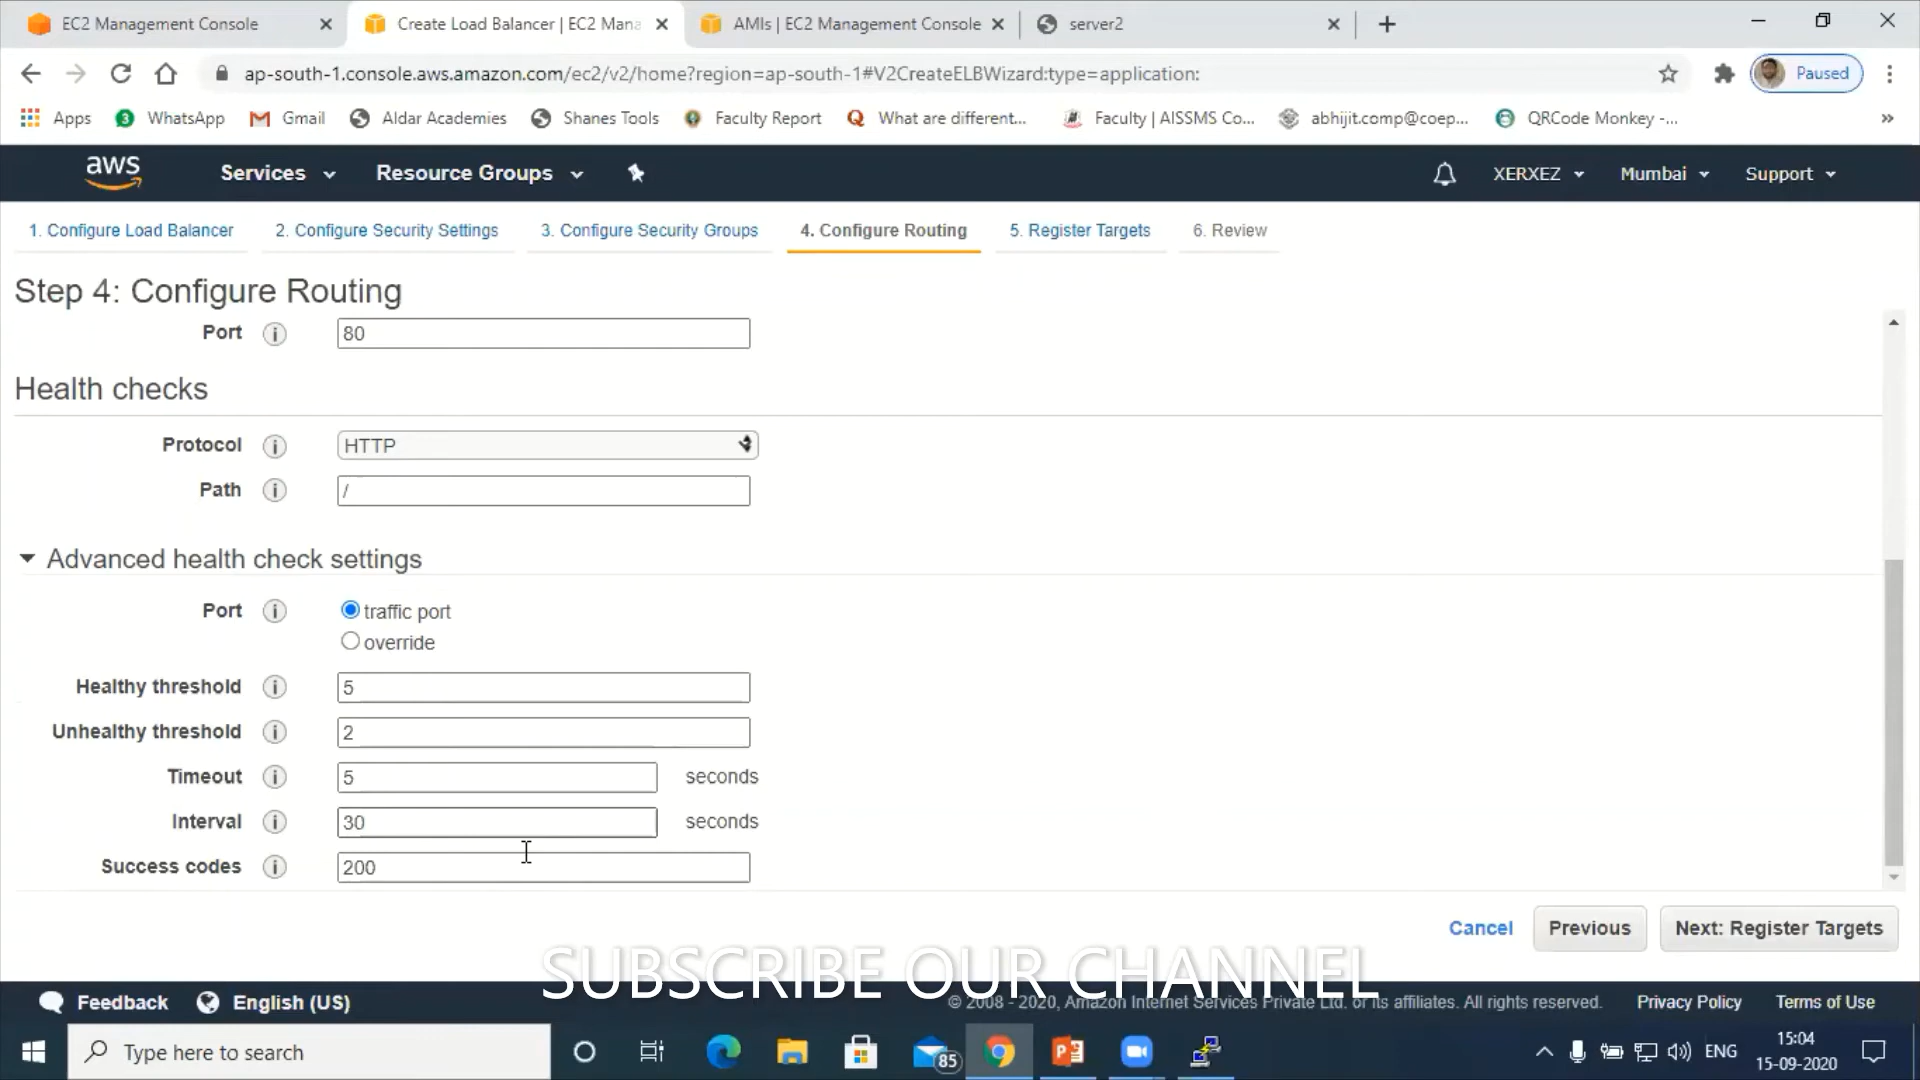 EC2 Management Console
Create Load Balancer | EC2 Mana
AMIs | EC2 Management Console
server2
ap-south-1.console.aws.amazon.com/ec2/v2/home?region=ap-south-1#V2CreateELBWizard:type=application:
Paused
Apps
3
WhatsApp
Gmail
Aldar Academies
Shanes Tools
Faculty Report
What are different...
Faculty | AISSMS Co...
abhijit.comp@coep...
QRCode Monkey -...
»
aws
Services
Resource Groups
XERXEZ
Mumbai
Support
1. Configure Load Balancer
2. Configure Security Settings
3. Configure Security Groups
4. Configure Routing
5. Register Targets
6. Review
Step 4: Configure Routing
Port i 80
Health checks
Protocol i HTTP
Path i /
Advanced health check settings
Port i traffic port
override
Healthy threshold i 5
Unhealthy threshold i 2
Timeout i 5 seconds
Interval i 30 seconds
Success codes i 200
Cancel
Previous
Next: Register Targets
SUBSCRIBE OUR CHANNEL
Feedback
English (US)
© 2008 - 2020, Amazon Internet Services Private Ltd. or its affiliates. All rights reserved.
Privacy Policy
Terms of Use
Type here to search
85
ENG
15:04
15-09-2020